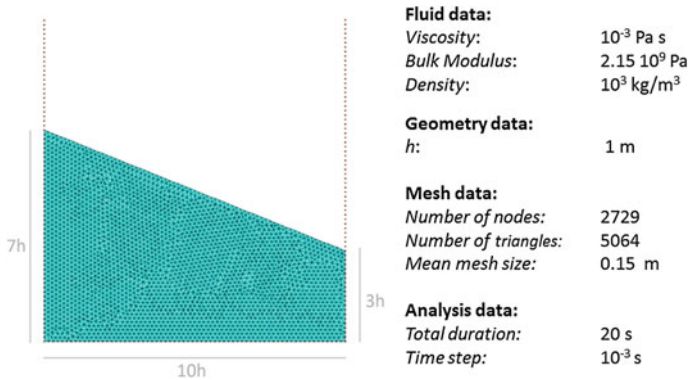 7h
3h
10h
Fluid data:
Viscosity: 10⁻³ Pa s
Bulk Modulus: 2.15 10⁹ Pa
Density: 10³ kg/m³
Geometry data:
h: 1 m
Mesh data:
Number of nodes: 2729
Number of triangles: 5064
Mean mesh size: 0.15 m
Analysis data:
Total duration: 20 s
Time step: 10⁻³ s